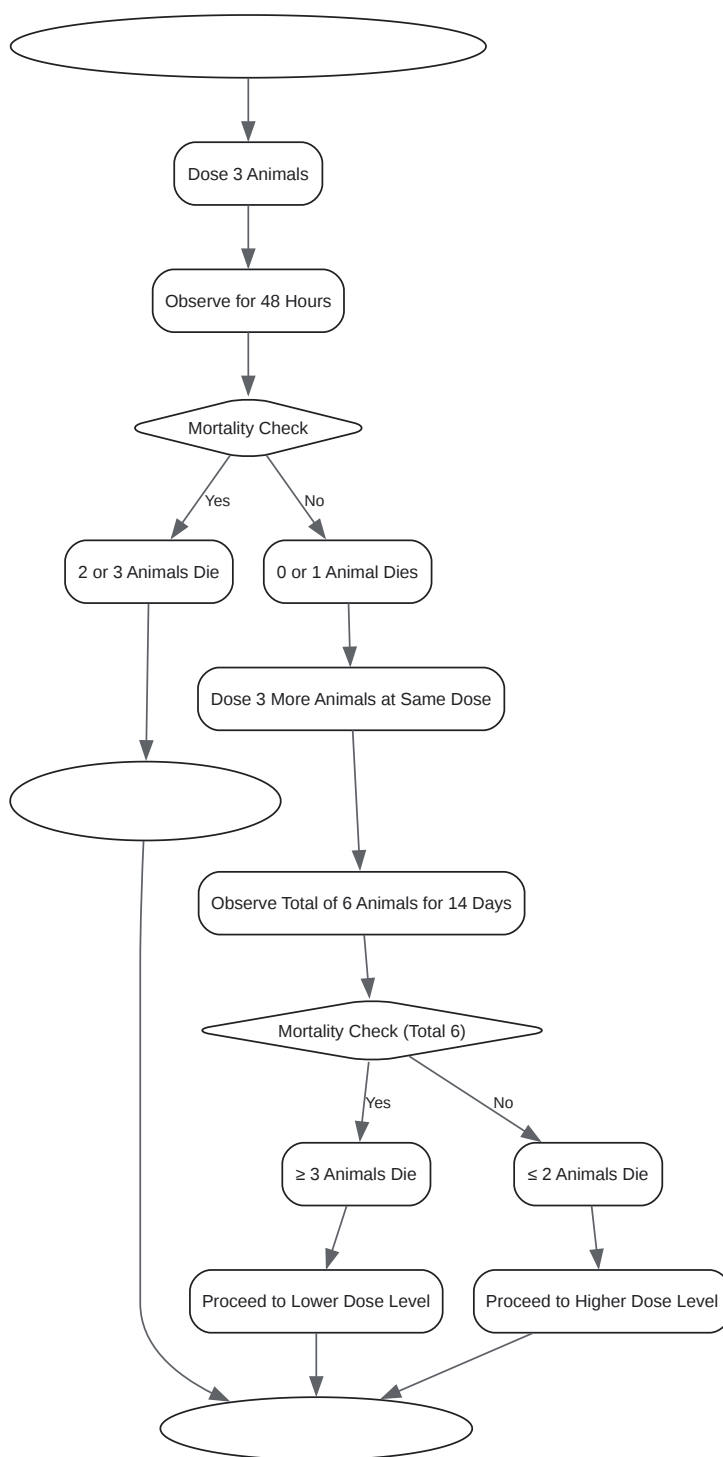 Dose 3 Animals
Observe for 48 Hours
Mortality Check
Yes
No
2 or 3 Animals Die
0 or 1 Animal Dies
Dose 3 More Animals at Same Dose
Observe Total of 6 Animals for 14 Days
Mortality Check (Total 6)
Yes
No
≥ 3 Animals Die
≤ 2 Animals Die
Proceed to Lower Dose Level
Proceed to Higher Dose Level